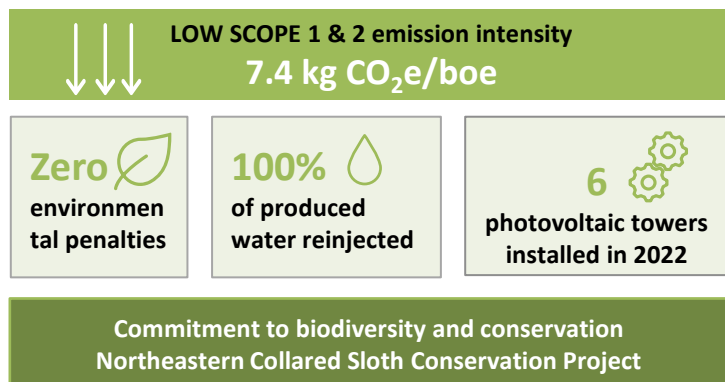 LOW SCOPE 1 & 2 emission intensity
7.4 kg CO₂e/boe
Zero
environmen
tal penalties
100%
of produced
water reinjected
6
photovoltaic towers
installed in 2022
Commitment to biodiversity and conservation
Northeastern Collared Sloth Conservation Project